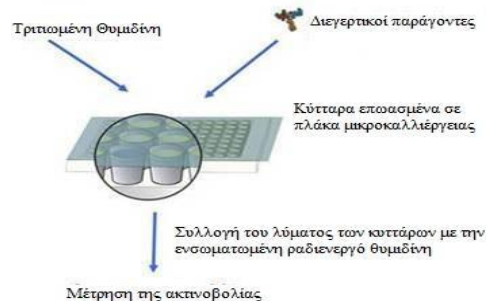 Τριτιωμένη Θυμιδίνη
Διεγερτικοί παράγοντες
Κύτταρα επωασμένα σε
πλάκα μικροκαλλιέργειας
Συλλογή του λύματος των κυττάρων με την
ενσωματωμένη ραδιενεργό θυμιδίνη
Μέτρηση της ακτινοβολίας